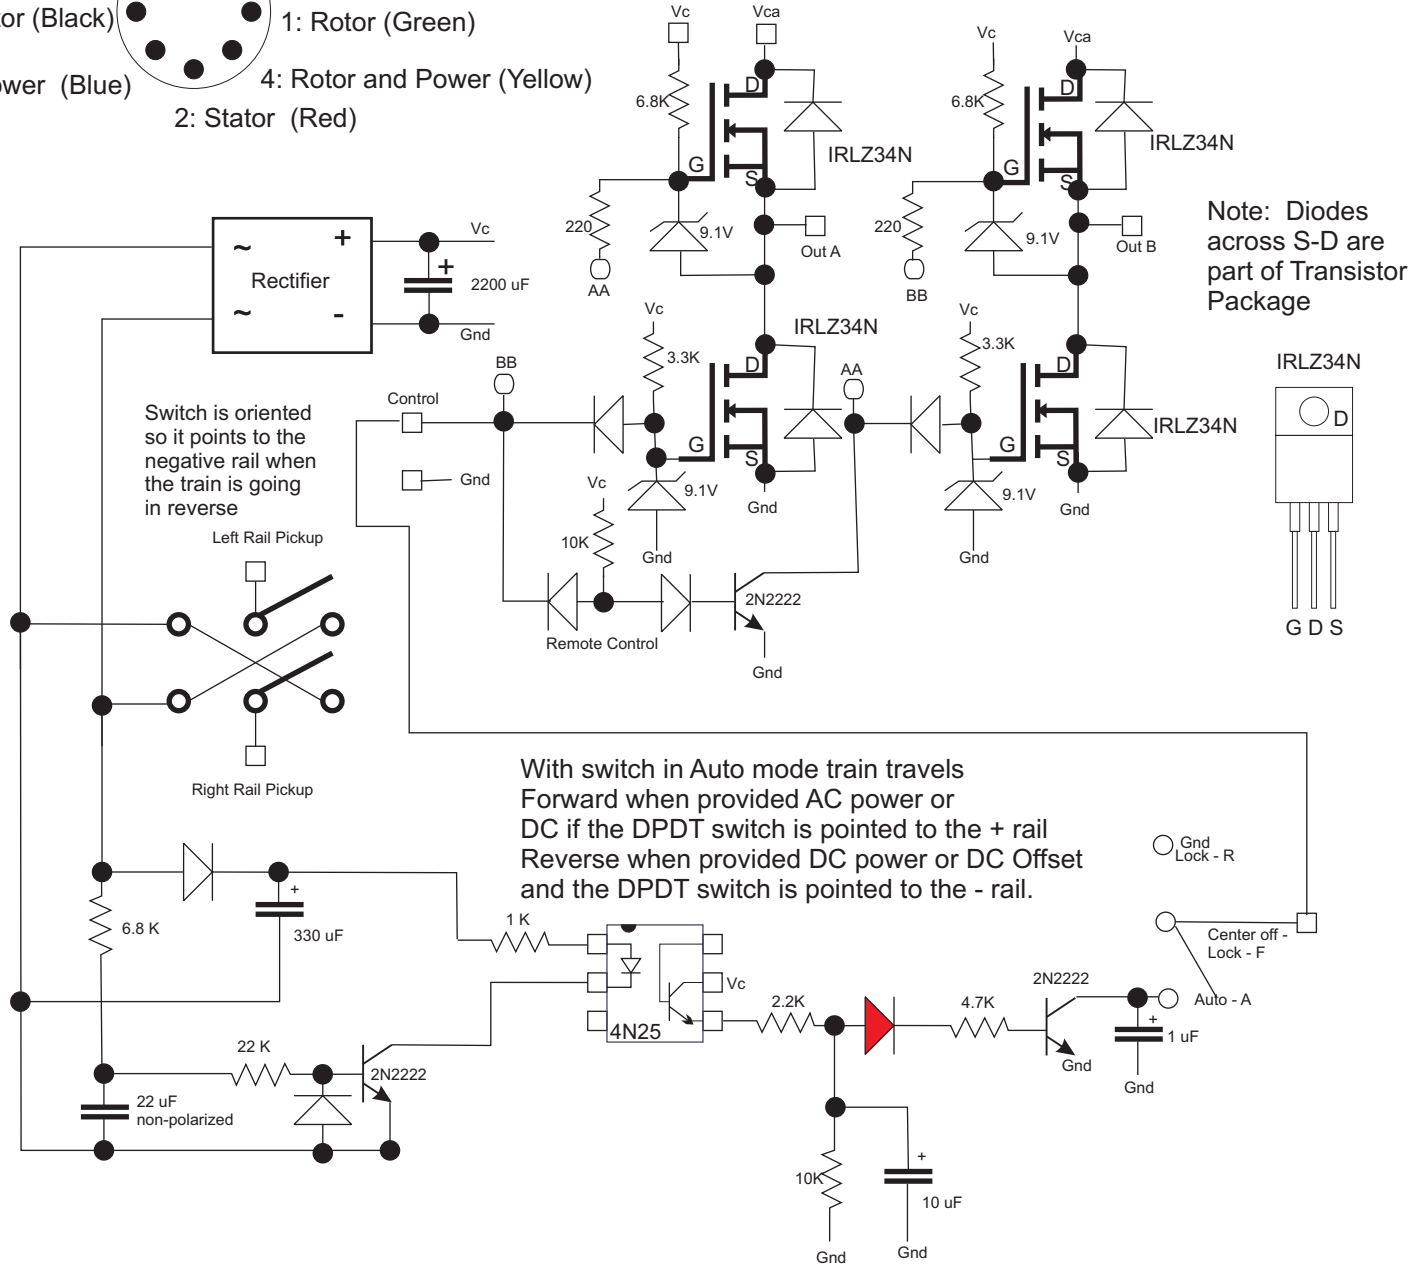 tor (Black)
1: Rotor (Green)
ower (Blue)
4: Rotor and Power (Yellow)
2: Stator (Red)
Vc
Vca
6.8K
D
G
S
IRLZ34N
220
9.1V
Out A
AA
Vc
Vca
6.8K
D
G
S
IRLZ34N
220
9.1V
Out B
BB
Note: Diodes
across S-D are
part of Transistor
Package
~
+
Rectifier
~
-
Vc
+
2200 uF
Gnd
Vc
3.3K
IRLZ34N
D
G
S
9.1V
Gnd
Gnd
BB
Control
Gnd
AA
Vc
3.3K
D
G
S
IRLZ34N
9.1V
Gnd
Gnd
IRLZ34N
D
G D S
Switch is oriented
so it points to the
negative rail when
the train is going
in reverse
Vc
10K
2N2222
Remote Control
Gnd
Left Rail Pickup
Right Rail Pickup
With switch in Auto mode train travels
Forward when provided AC power or
DC if the DPDT switch is pointed to the + rail
Reverse when provided DC power or DC Offset
and the DPDT switch is pointed to the - rail.
Gnd
Lock - R
Center off -
Lock - F
Auto - A
6.8 K
+
330 uF
1 K
Vc
4N25
2.2K
4.7K
2N2222
Gnd
+
1 uF
Gnd
22 K
2N2222
22 uF
non-polarized
10K
+
10 uF
Gnd
Gnd